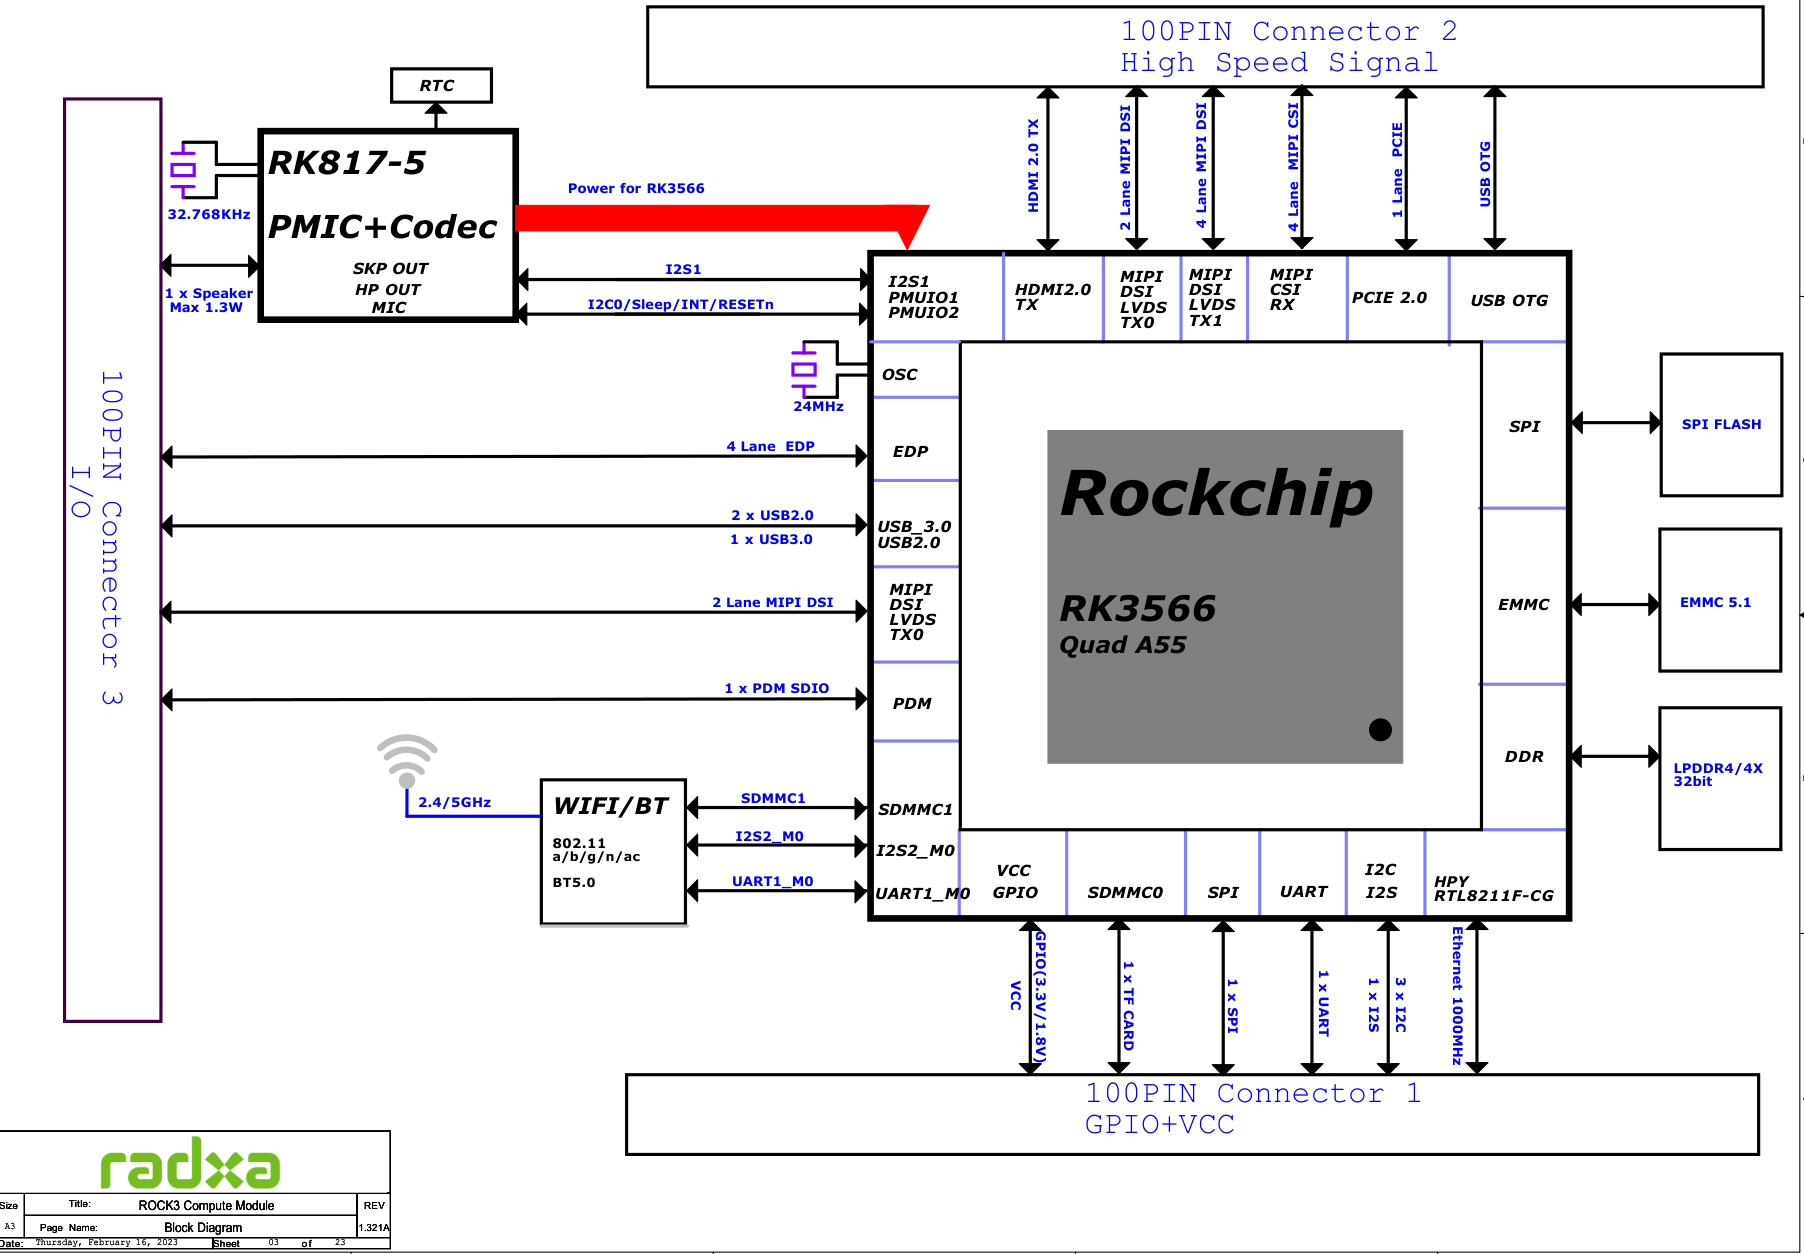 100PIN Connector 2
High Speed Signal
RTC
RK817-5
PMIC+Codec
SKP OUT
HP OUT
MIC
32.768KHz
1 x Speaker
Max 1.3W
Power for RK3566
I2S1
I2C0/Sleep/INT/RESETn
HDMI 2.0 TX
2 Lane MIPI DSI
4 Lane MIPI DSI
4 Lane MIPI CSI
1 Lane PCIE
USB OTG
I2S1
PMUIO1
PMUIO2
HDMI2.0
TX
MIPI
DSI
LVDS
TX0
MIPI
DSI
LVDS
TX1
MIPI
CSI
RX
PCIE 2.0
USB OTG
24MHz
OSC
100PIN Connector 3
I/O
4 Lane EDP
EDP
2 x USB2.0
1 x USB3.0
USB_3.0
USB2.0
2 Lane MIPI DSI
MIPI
DSI
LVDS
TX0
1 x PDM SDIO
PDM
Rockchip
RK3566
Quad A55
SPI
SPI FLASH
EMMC
EMMC 5.1
DDR
LPDDR4/4X
32bit
2.4/5GHz
WIFI/BT
802.11
a/b/g/n/ac
BT5.0
SDMMC1
I2S2_M0
UART1_M0
SDMMC1
I2S2_M0
UART1_M0
VCC
GPIO
SDMMC0
SPI
UART
I2C
I2S
HPY
RTL8211F-CG
GPIO(3.3V/1.8V)
VCC
1 x TF CARD
1 x SPI
1 x UART
3 x I2C
1 x I2S
Ethernet 1000MHz
100PIN Connector 1
GPIO+VCC
radxa
Size
Title: ROCK3 Compute Module
REV
A3
Page Name: Block Diagram
1.321A
Date: Thursday, February 16, 2023 Sheet 03 of 23